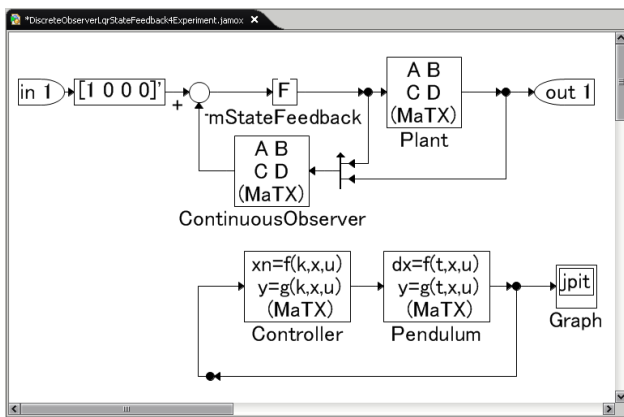 *DiscreteObserverLqrStateFeedback4Experiment.jamox
in 1
[1 0 0 0]'
+
F
mStateFeedback
A B
C D
(MaTX)
Plant
out 1
A B
C D
(MaTX)
ContinuousObserver
xn=f(k,x,u)
y=g(k,x,u)
(MaTX)
Controller
dx=f(t,x,u)
y=g(t,x,u)
(MaTX)
Pendulum
jpit
Graph